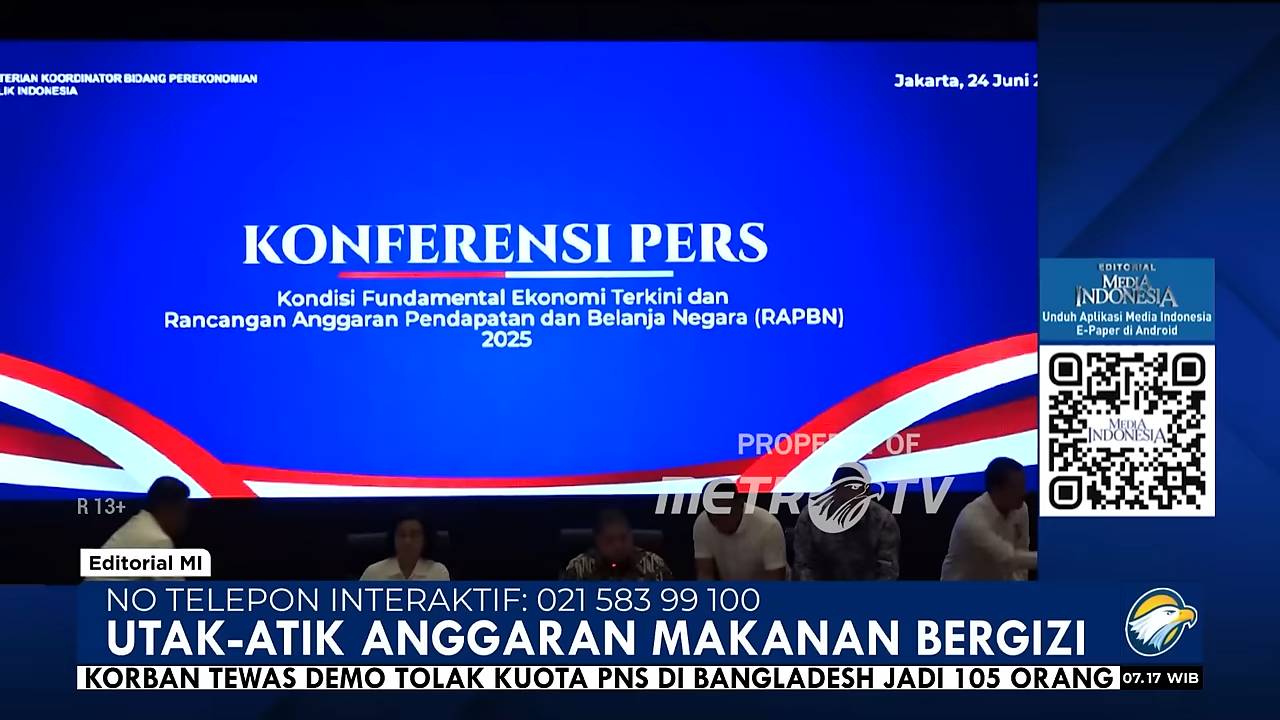 TERIAN KOORDINATOR BIDANG PEREKONOMIAN
LIK INDONESIA
Jakarta, 24 Juni 2
KONFERENSI PERS
Kondisi Fundamental Ekonomi Terkini dan
Rancangan Anggaran Pendapatan dan Belanja Negara (RAPBN)
2025
EDITORIAL
MEDIA
INDONESIA
Unduh Aplikasi Media Indonesia
E-Paper di Android
MEDIA
INDONESIA
PROPERTY OF
METRO TV
R 13+
Editorial MI
NO TELEPON INTERAKTIF: 021 583 99 100
UTAK-ATIK ANGGARAN MAKANAN BERGIZI
KORBAN TEWAS DEMO TOLAK KUOTA PNS DI BANGLADESH JADI 105 ORANG
07.17 WIB